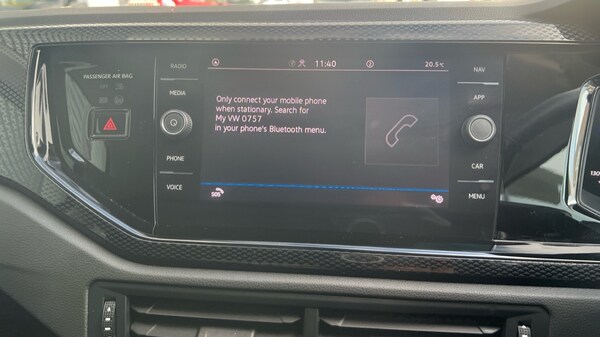 PASSENGER AIR BAG
RADIO
MEDIA
PHONE
VOICE
11:40
20.5°C
Only connect your mobile phone
when stationary. Search for
My VW 0757
in your phone's Bluetooth menu.
SOS
NAV
APP
CAR
MENU